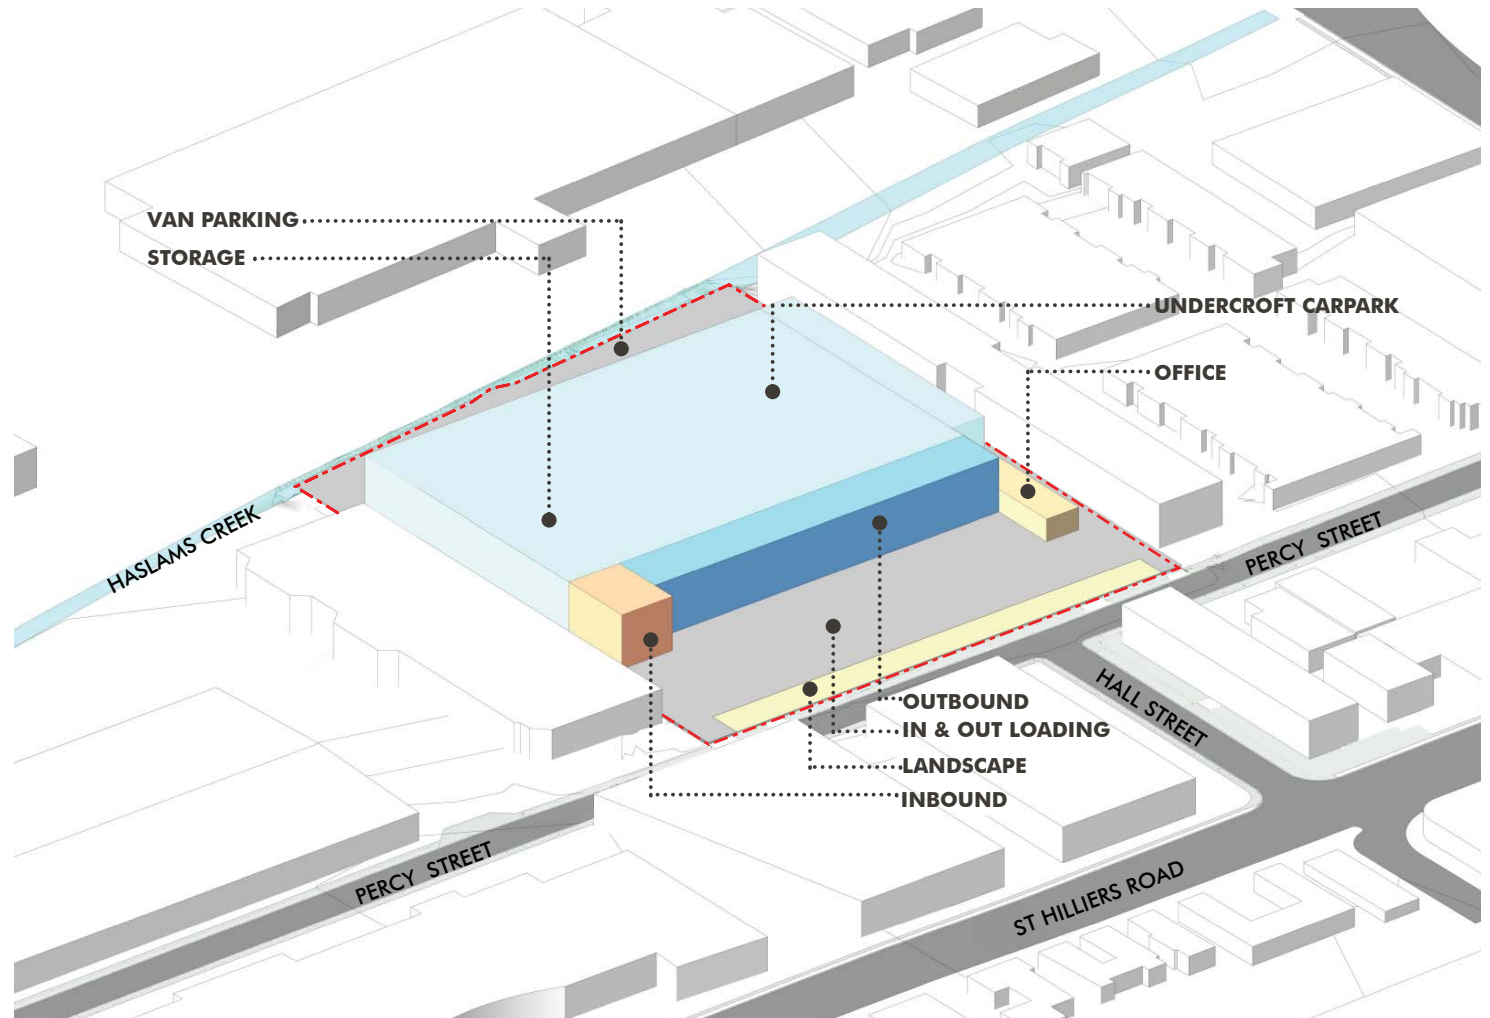 VAN PARKING
STORAGE
UNDERCROFT CARPARK
OFFICE
HASLAMS CREEK
PERCY STREET
HALL STREET
OUTBOUND
IN & OUT LOADING
LANDSCAPE
INBOUND
PERCY STREET
ST HILLIERS ROAD